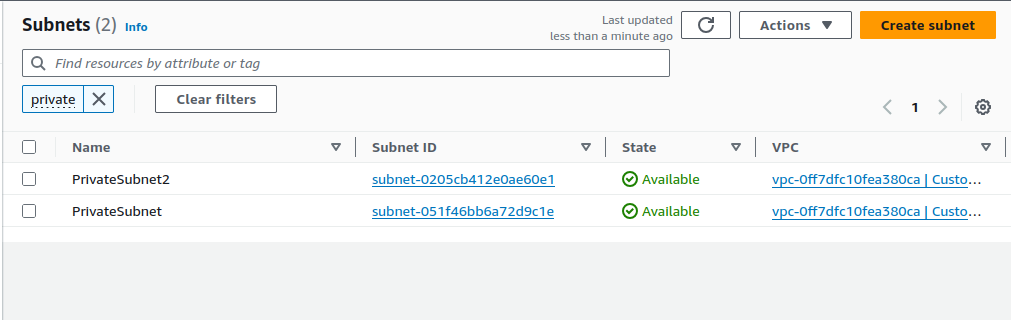 Subnets (2) Info
Last updated
less than a minute ago
Actions
Create subnet
Find resources by attribute or tag
private
Clear filters
1
Name Subnet ID State VPC
PrivateSubnet2 subnet-0205cb412e0ae60e1 Available vpc-0ff7dfc10fea380ca | Custo...
PrivateSubnet subnet-051f46bb6a72d9c1e Available vpc-0ff7dfc10fea380ca | Custo...